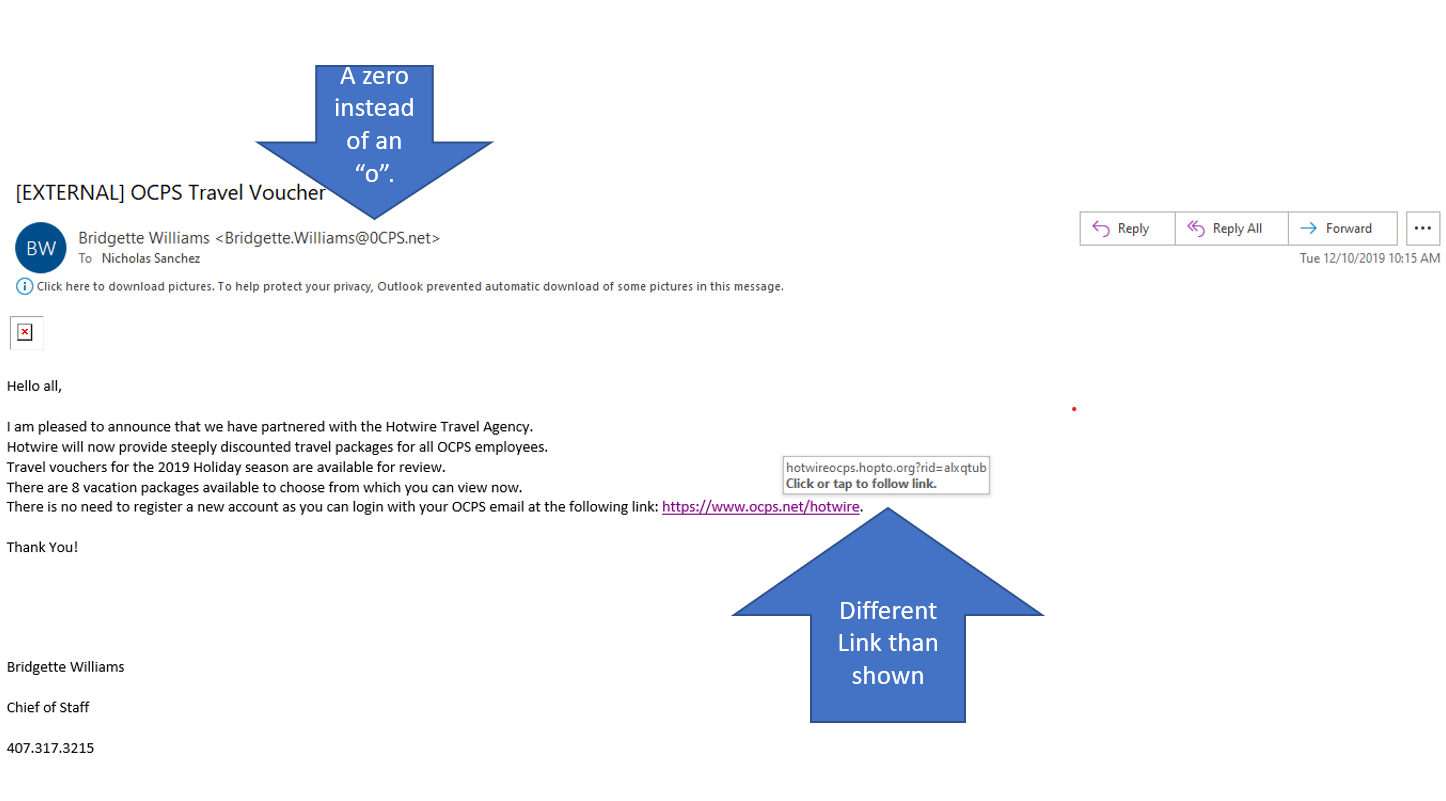 A zero
instead
of an
“o”.
[EXTERNAL] OCPS Travel Voucher
BW
Bridgette Williams <Bridgette.Williams@0CPS.net>
To Nicholas Sanchez
Reply
Reply All
Forward
Tue 12/10/2019 10:15 AM
Click here to download pictures. To help protect your privacy, Outlook prevented automatic download of some pictures in this message.
Hello all,
I am pleased to announce that we have partnered with the Hotwire Travel Agency.
Hotwire will now provide steeply discounted travel packages for all OCPS employees.
Travel vouchers for the 2019 Holiday season are available for review.
There are 8 vacation packages available to choose from which you can view now.
There is no need to register a new account as you can login with your OCPS email at the following link: https://www.ocps.net/hotwire.
hotwireocps.hopto.org?rid=alxqtub
Click or tap to follow link.
Thank You!
Different
Link than
shown
Bridgette Williams
Chief of Staff
407.317.3215